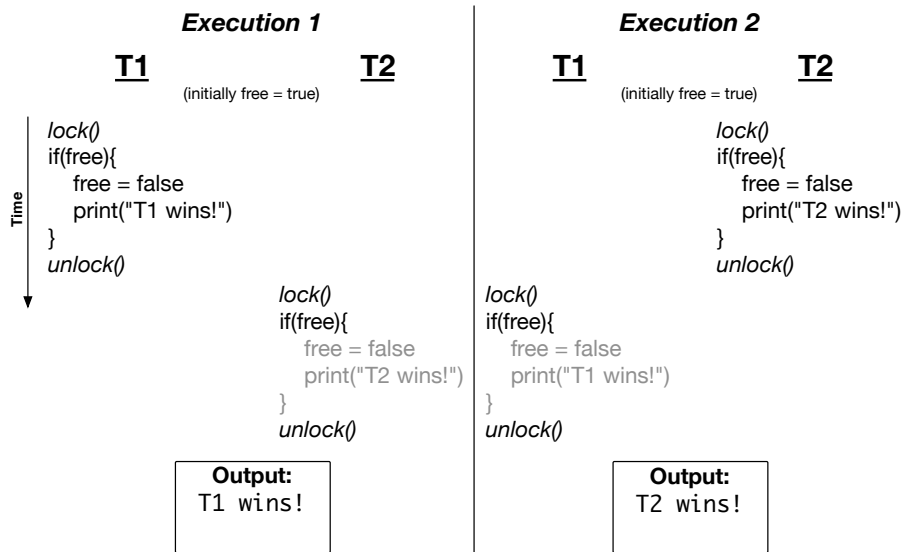 Execution 1
T1
T2
(initially free = true)
Time
lock()
if(free){
free = false
print("T1 wins!")
}
unlock()
lock()
if(free){
free = false
print("T2 wins!")
}
unlock()
Output:
T1 wins!
Execution 2
T1
T2
(initially free = true)
lock()
if(free){
free = false
print("T2 wins!")
}
unlock()
lock()
if(free){
free = false
print("T1 wins!")
}
unlock()
Output:
T2 wins!